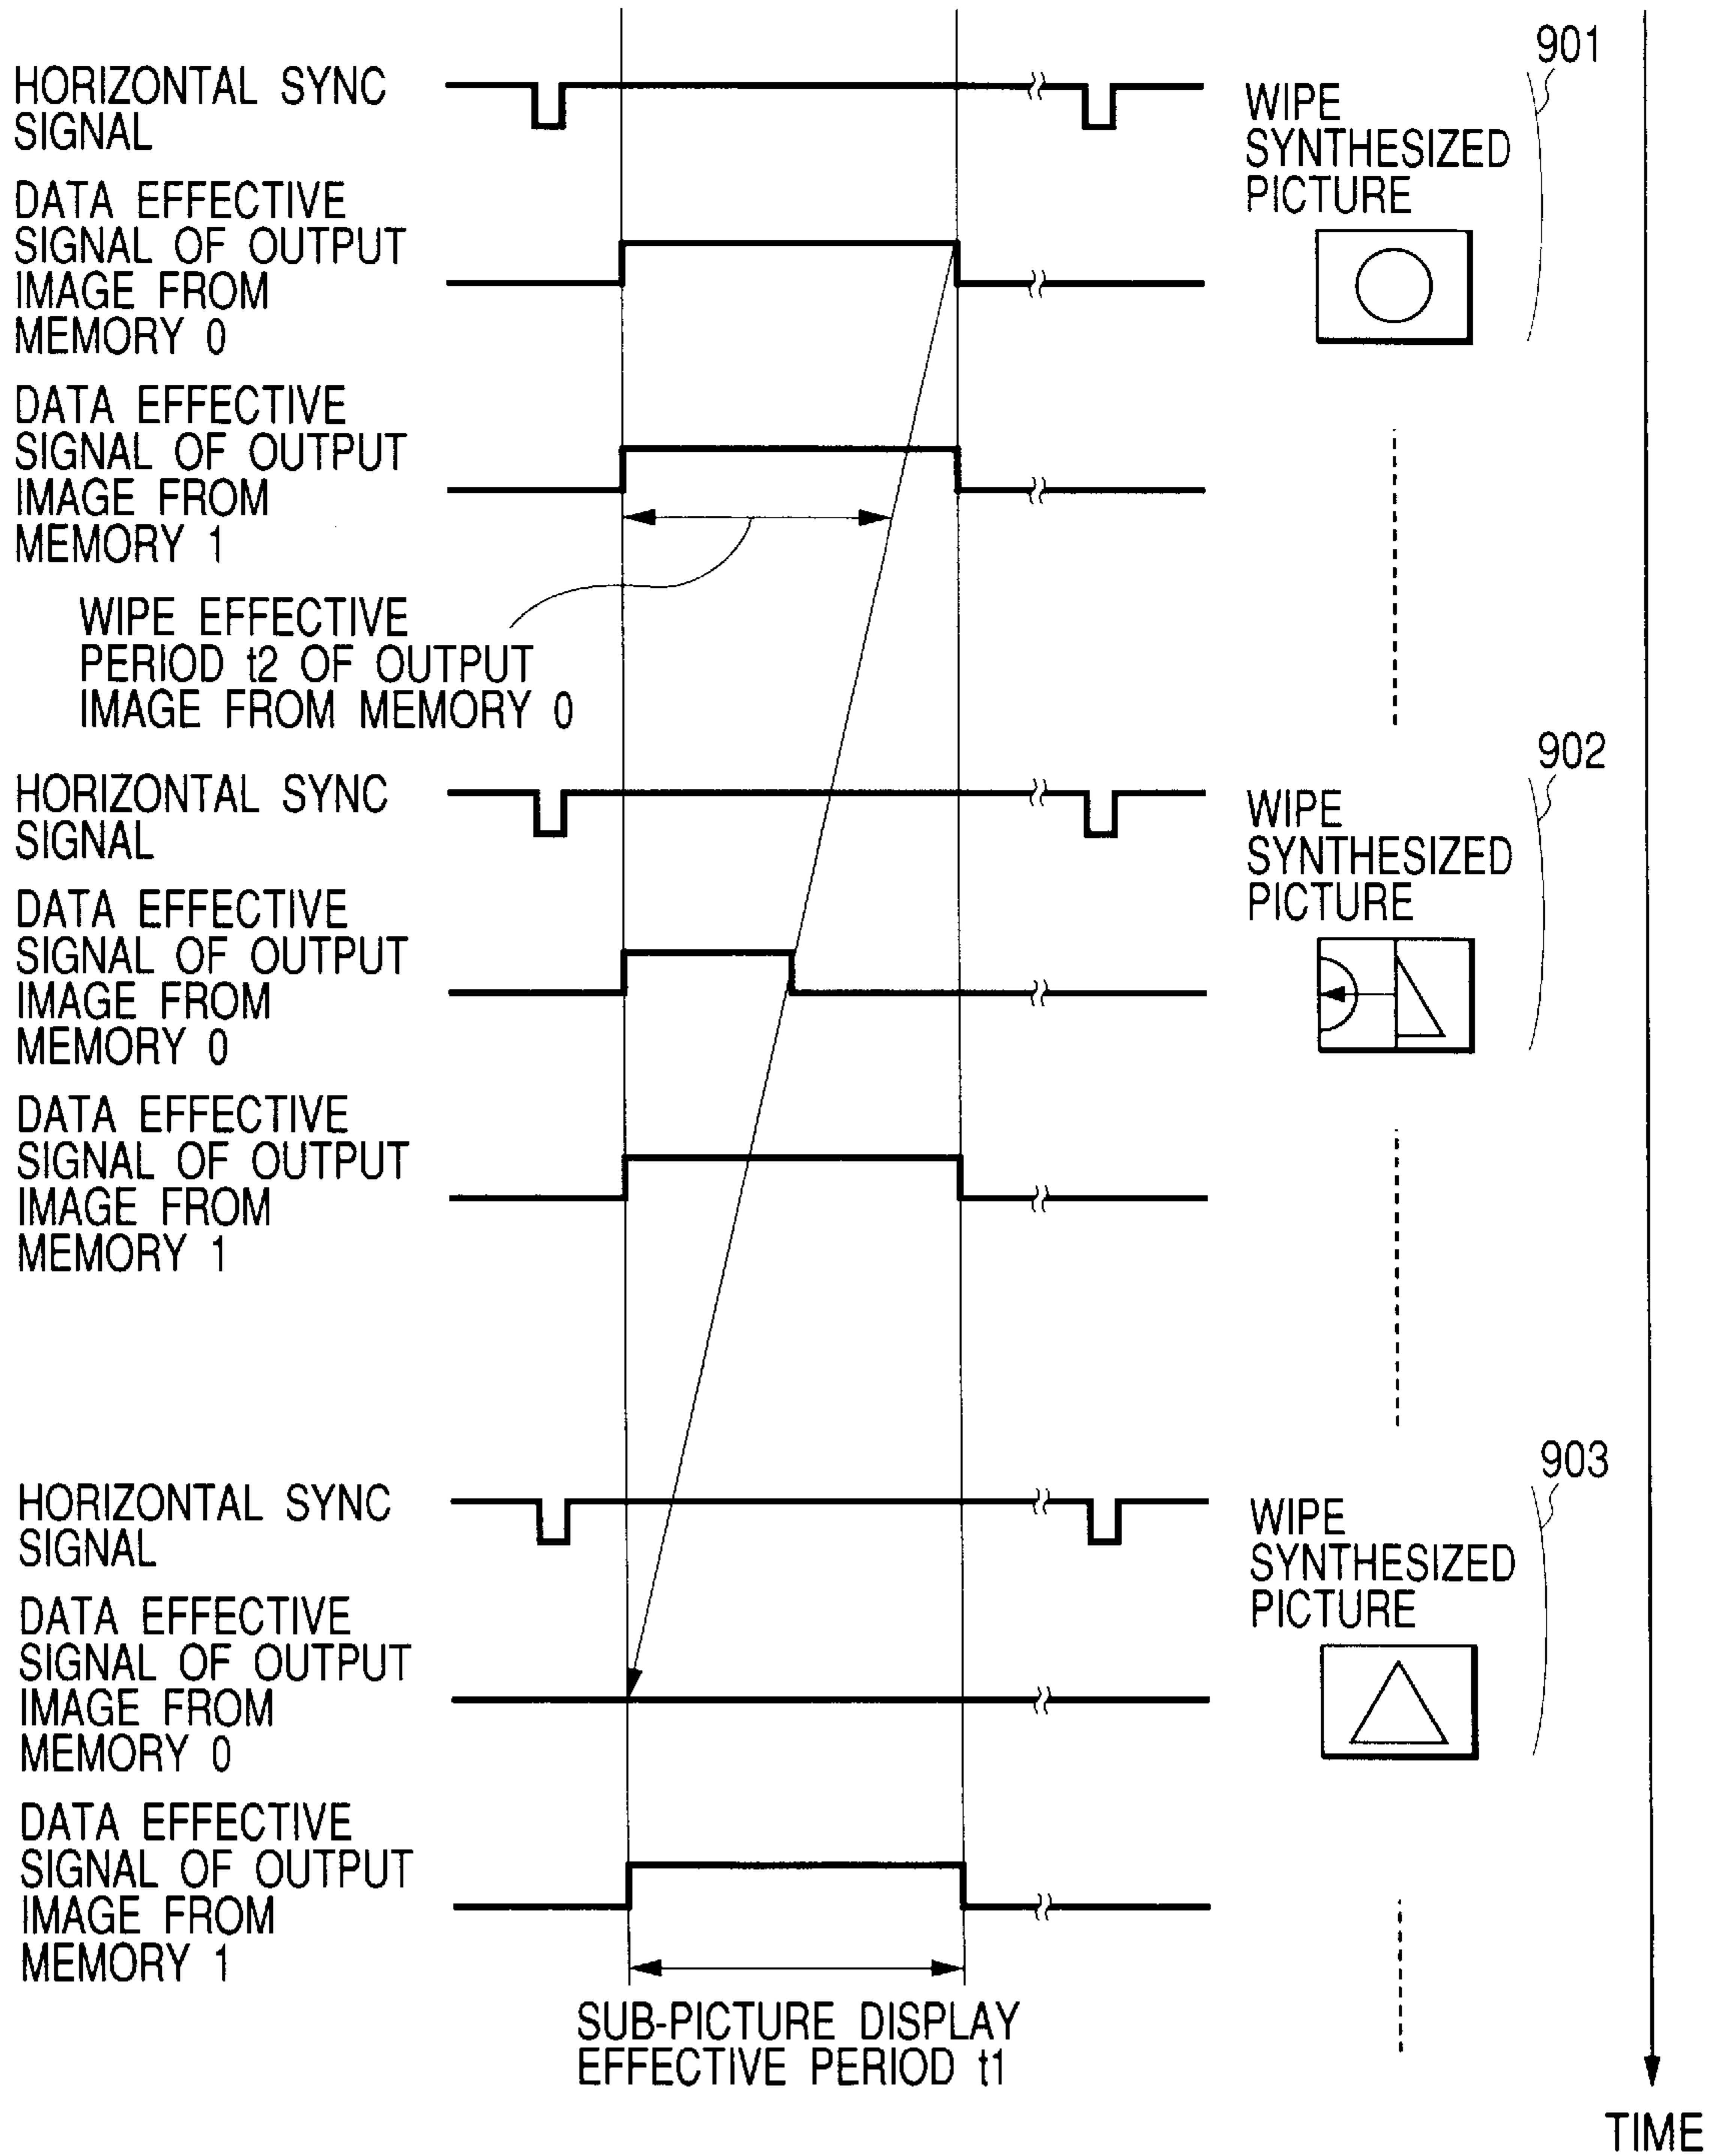 HORIZONTAL SYNC
SIGNAL
DATA EFFECTIVE
SIGNAL OF OUTPUT
IMAGE FROM
MEMORY 0
DATA EFFECTIVE
SIGNAL OF OUTPUT
IMAGE FROM
MEMORY 1
WIPE EFFECTIVE
PERIOD t2 OF OUTPUT
IMAGE FROM MEMORY 0
901
WIPE
SYNTHESIZED
PICTURE
HORIZONTAL SYNC
SIGNAL
DATA EFFECTIVE
SIGNAL OF OUTPUT
IMAGE FROM
MEMORY 0
DATA EFFECTIVE
SIGNAL OF OUTPUT
IMAGE FROM
MEMORY 1
902
WIPE
SYNTHESIZED
PICTURE
HORIZONTAL SYNC
SIGNAL
DATA EFFECTIVE
SIGNAL OF OUTPUT
IMAGE FROM
MEMORY 0
DATA EFFECTIVE
SIGNAL OF OUTPUT
IMAGE FROM
MEMORY 1
903
WIPE
SYNTHESIZED
PICTURE
SUB-PICTURE DISPLAY
EFFECTIVE PERIOD t1
TIME